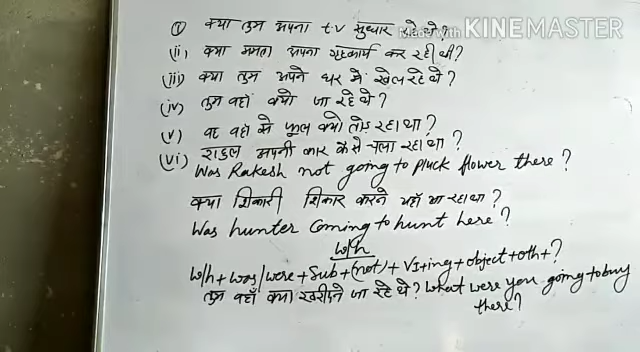 Made with KINEMASTER
(i) क्या तुम अपना t.v सुधार रहे थे?
(ii) क्या ममता अपना गृहकार्य कर रही थी?
(iii) क्या तुम अपने घर में खेल रहे थे?
(iv) तुम वहाँ क्यों जा रहे थे?
(v) वह वहाँ से फूल क्यों तोड़ रहा था?
(vi) राहुल अपनी कार कैसे चला रहा था?
Was Rakesh not going to pluck flower there?
क्या शिकारी शिकार करने यहाँ आ रहा था?
Was hunter coming to hunt here?
w/h
w/h + was/were + Sub + (not) + V1 + ing + object + oth + ?
तुम वहाँ क्या खरीदने जा रहे थे? What were you going to buy
there?